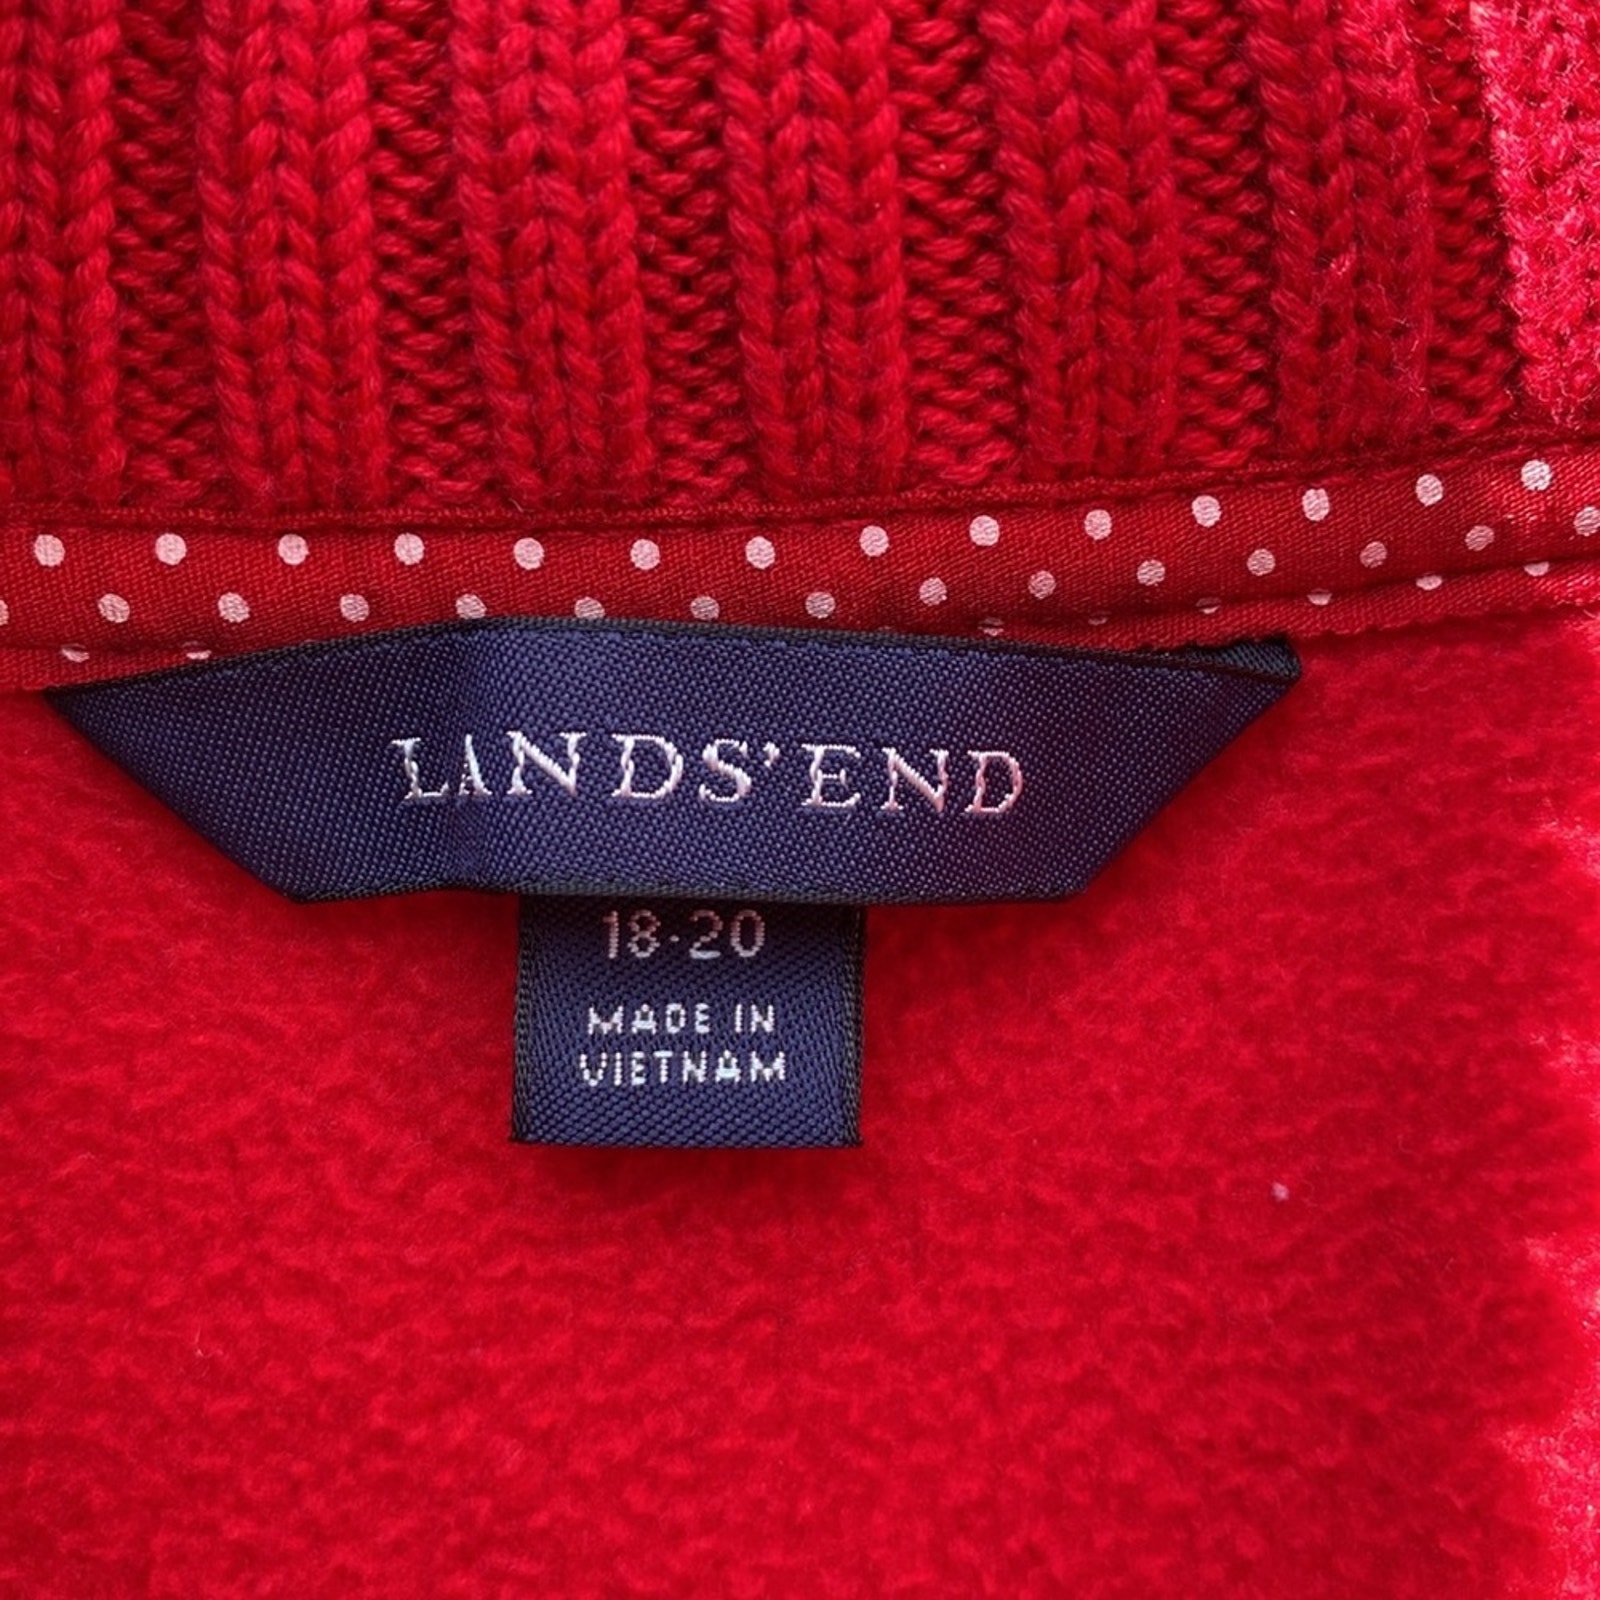 LANDS'END
18·20
MADE IN
VIETNAM